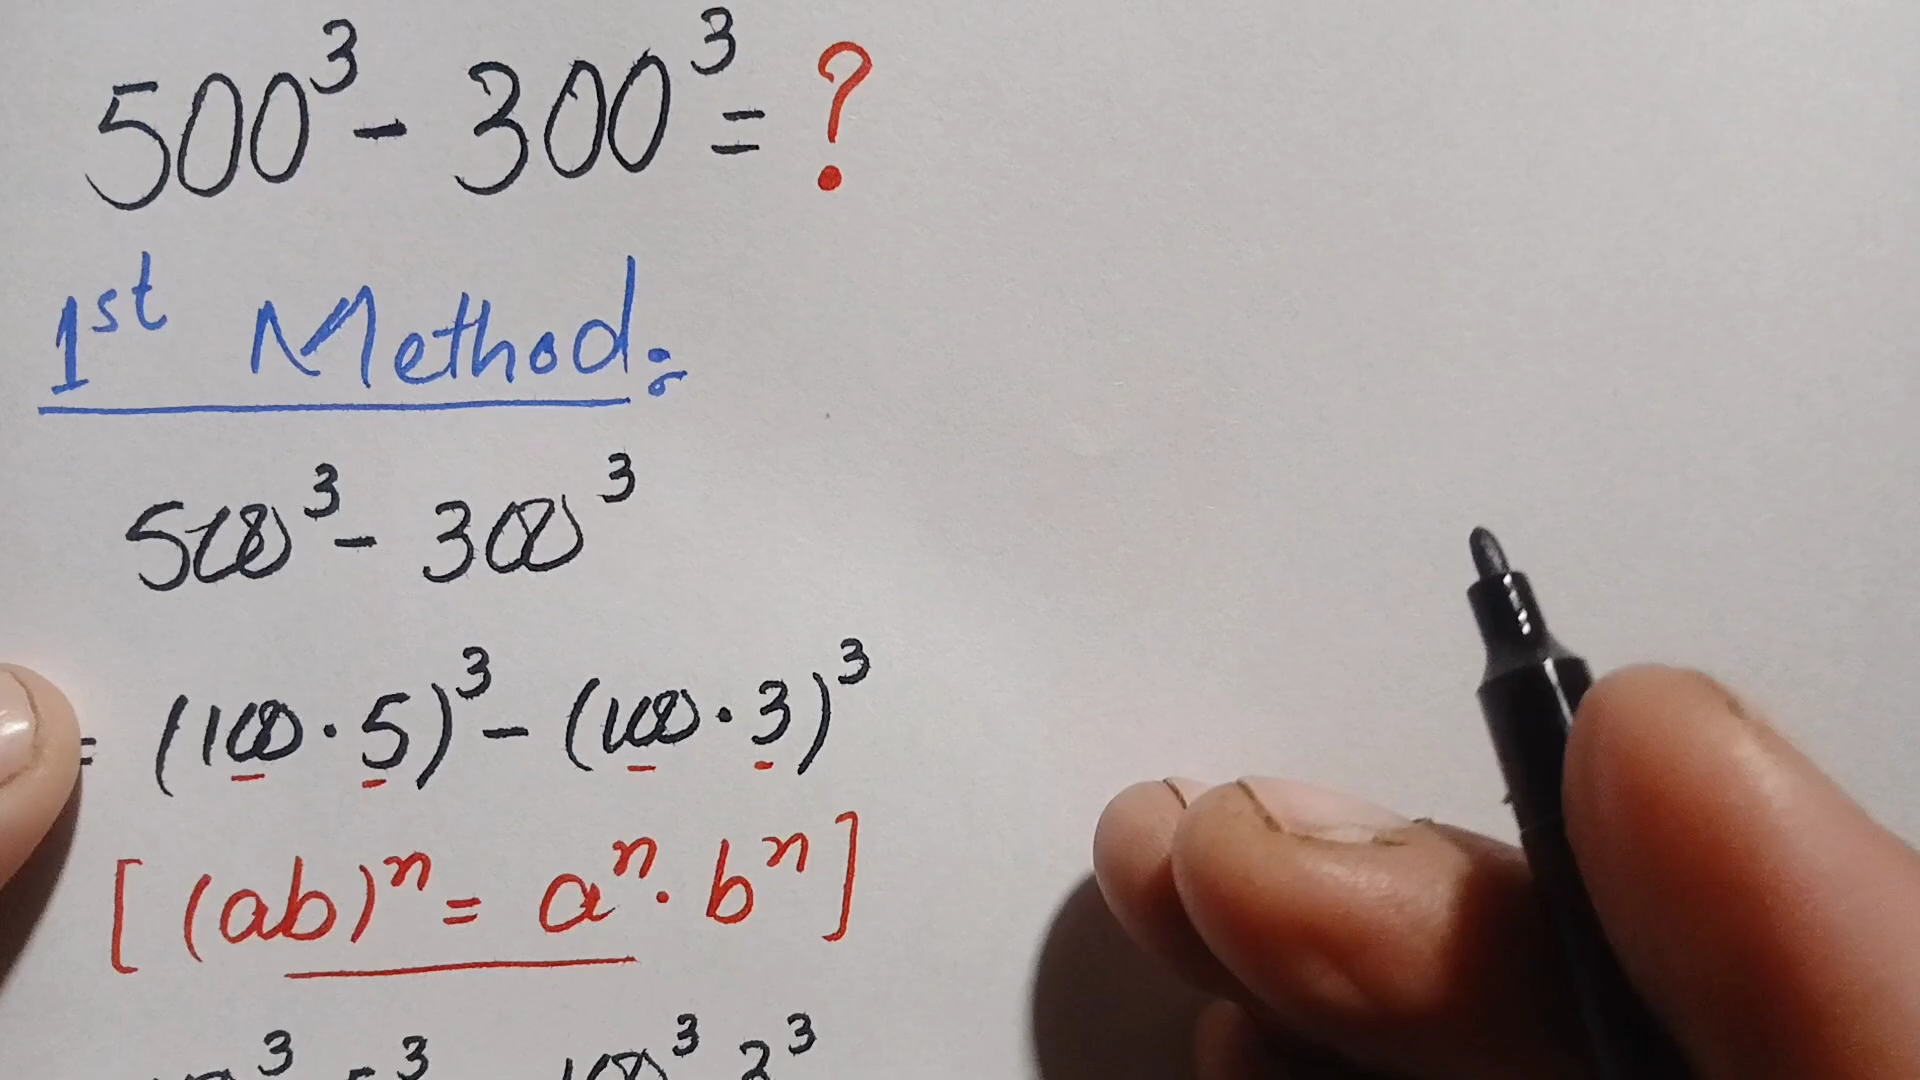 500³ - 300³ = ?
1st Method:
500³ - 300³
= (100 · 5)³ - (100 · 3)³
[(ab)ⁿ = aⁿ · bⁿ]